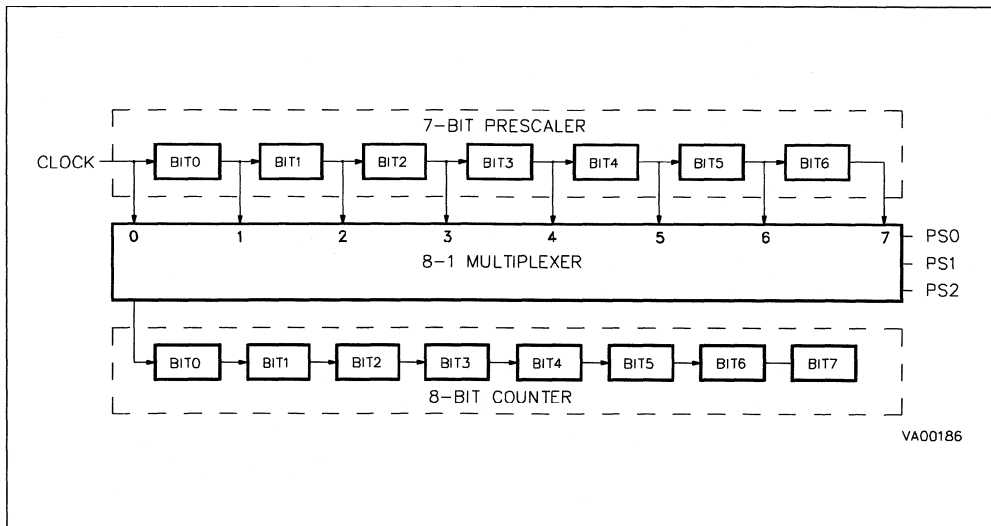 7-BIT PRESCALER
CLOCK BIT0 BIT1 BIT2 BIT3 BIT4 BIT5 BIT6
0 1 2 3 4 5 6 7 PS0
8-1 MULTIPLEXER PS1
PS2
BIT0 BIT1 BIT2 BIT3 BIT4 BIT5 BIT6 BIT7
8-BIT COUNTER
VA00186